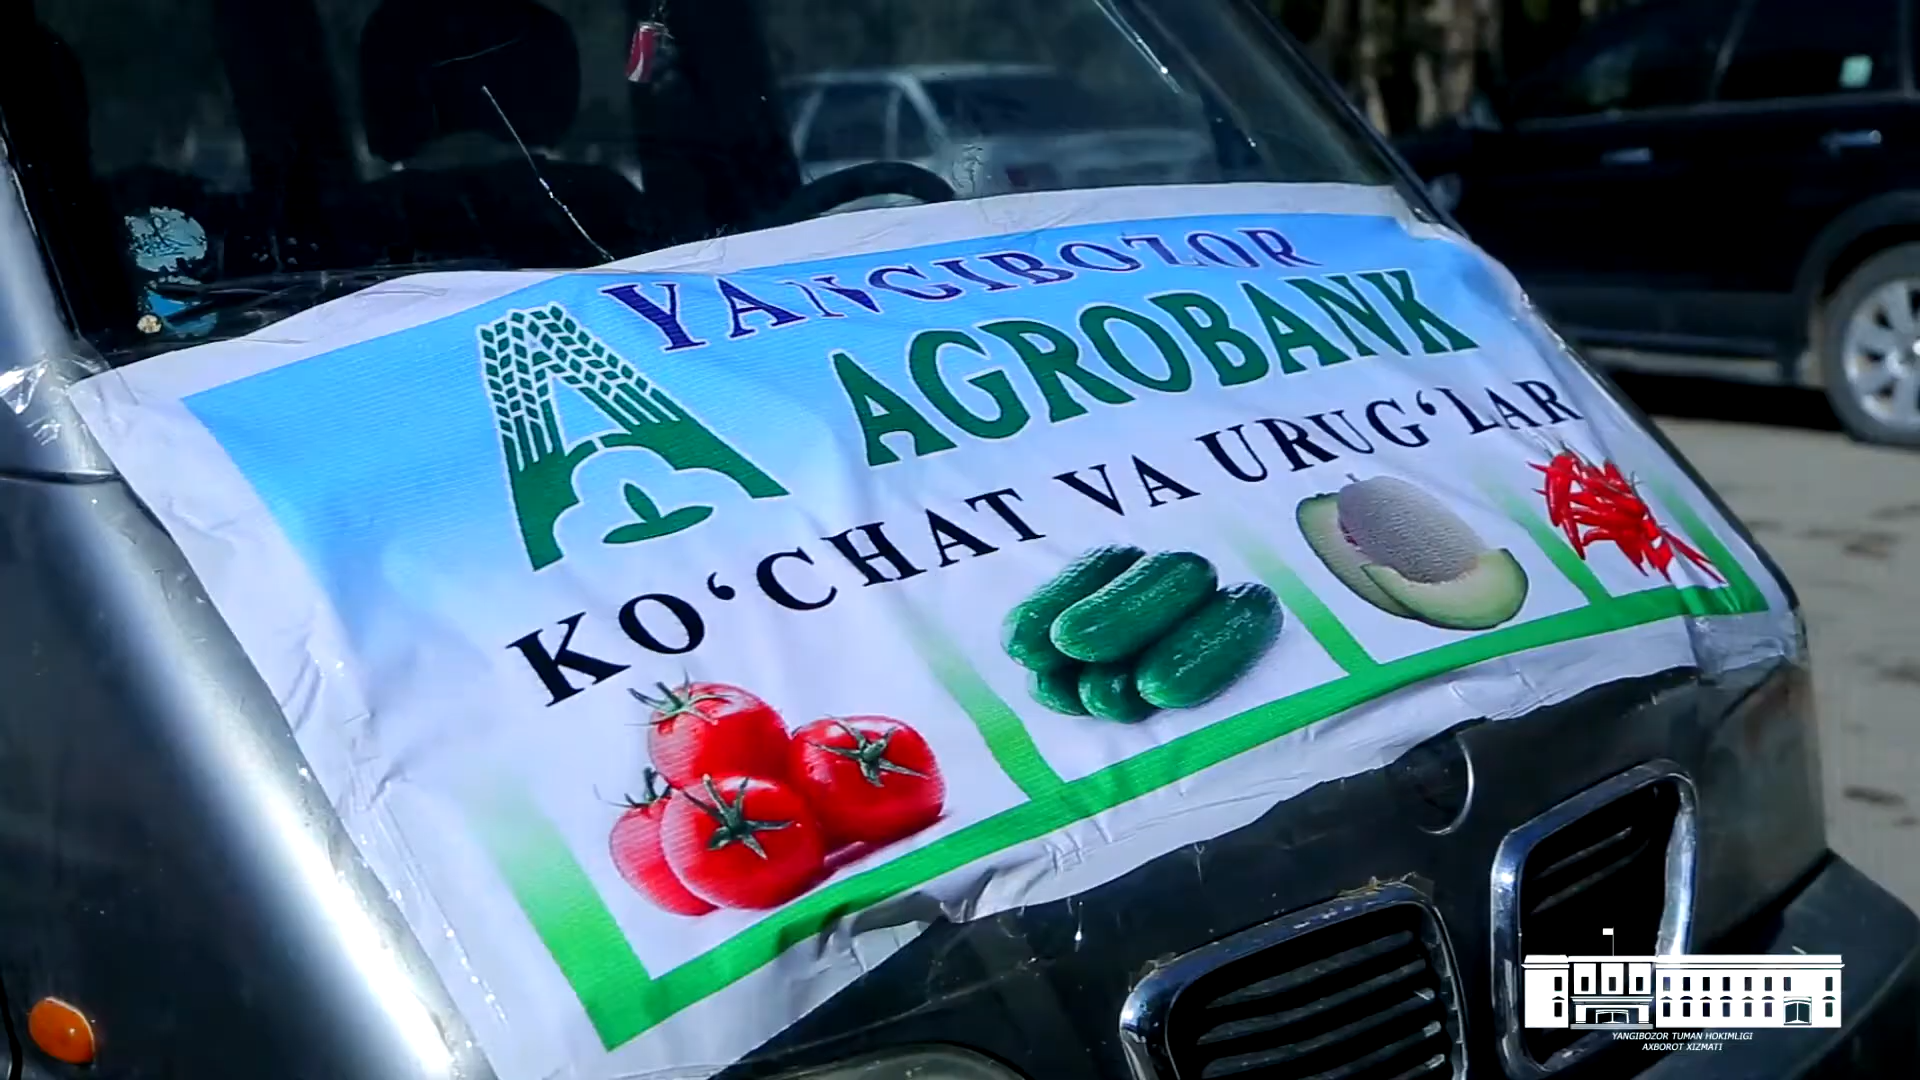 YANGIBOZOR
AGROBANK
KO‘CHAT VA URUG‘LAR
YANGIBOZOR TUMAN HOKIMLIGI
AXBOROT XIZMATI